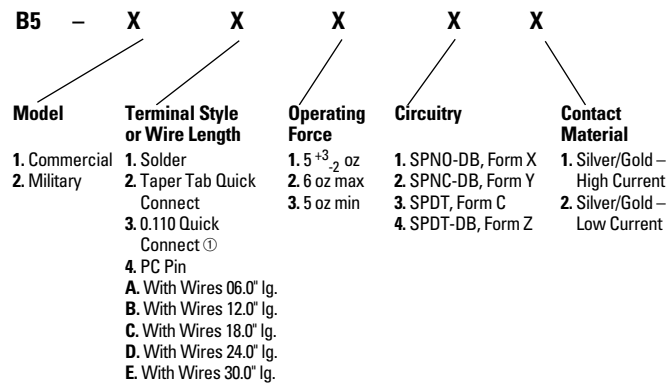 B5 – X X X X X
Model
1. Commercial
2. Military
Terminal Style
or Wire Length
1. Solder
2. Taper Tab Quick
Connect
3. 0.110 Quick
Connect ①
4. PC Pin
A. With Wires 06.0" lg.
B. With Wires 12.0" lg.
C. With Wires 18.0" lg.
D. With Wires 24.0" lg.
E. With Wires 30.0" lg.
Operating
Force
1. 5 +3 -2 oz
2. 6 oz max
3. 5 oz min
Circuitry
1. SPNO-DB, Form X
2. SPNC-DB, Form Y
3. SPDT, Form C
4. SPDT-DB, Form Z
Contact
Material
1. Silver/Gold –
High Current
2. Silver/Gold –
Low Current